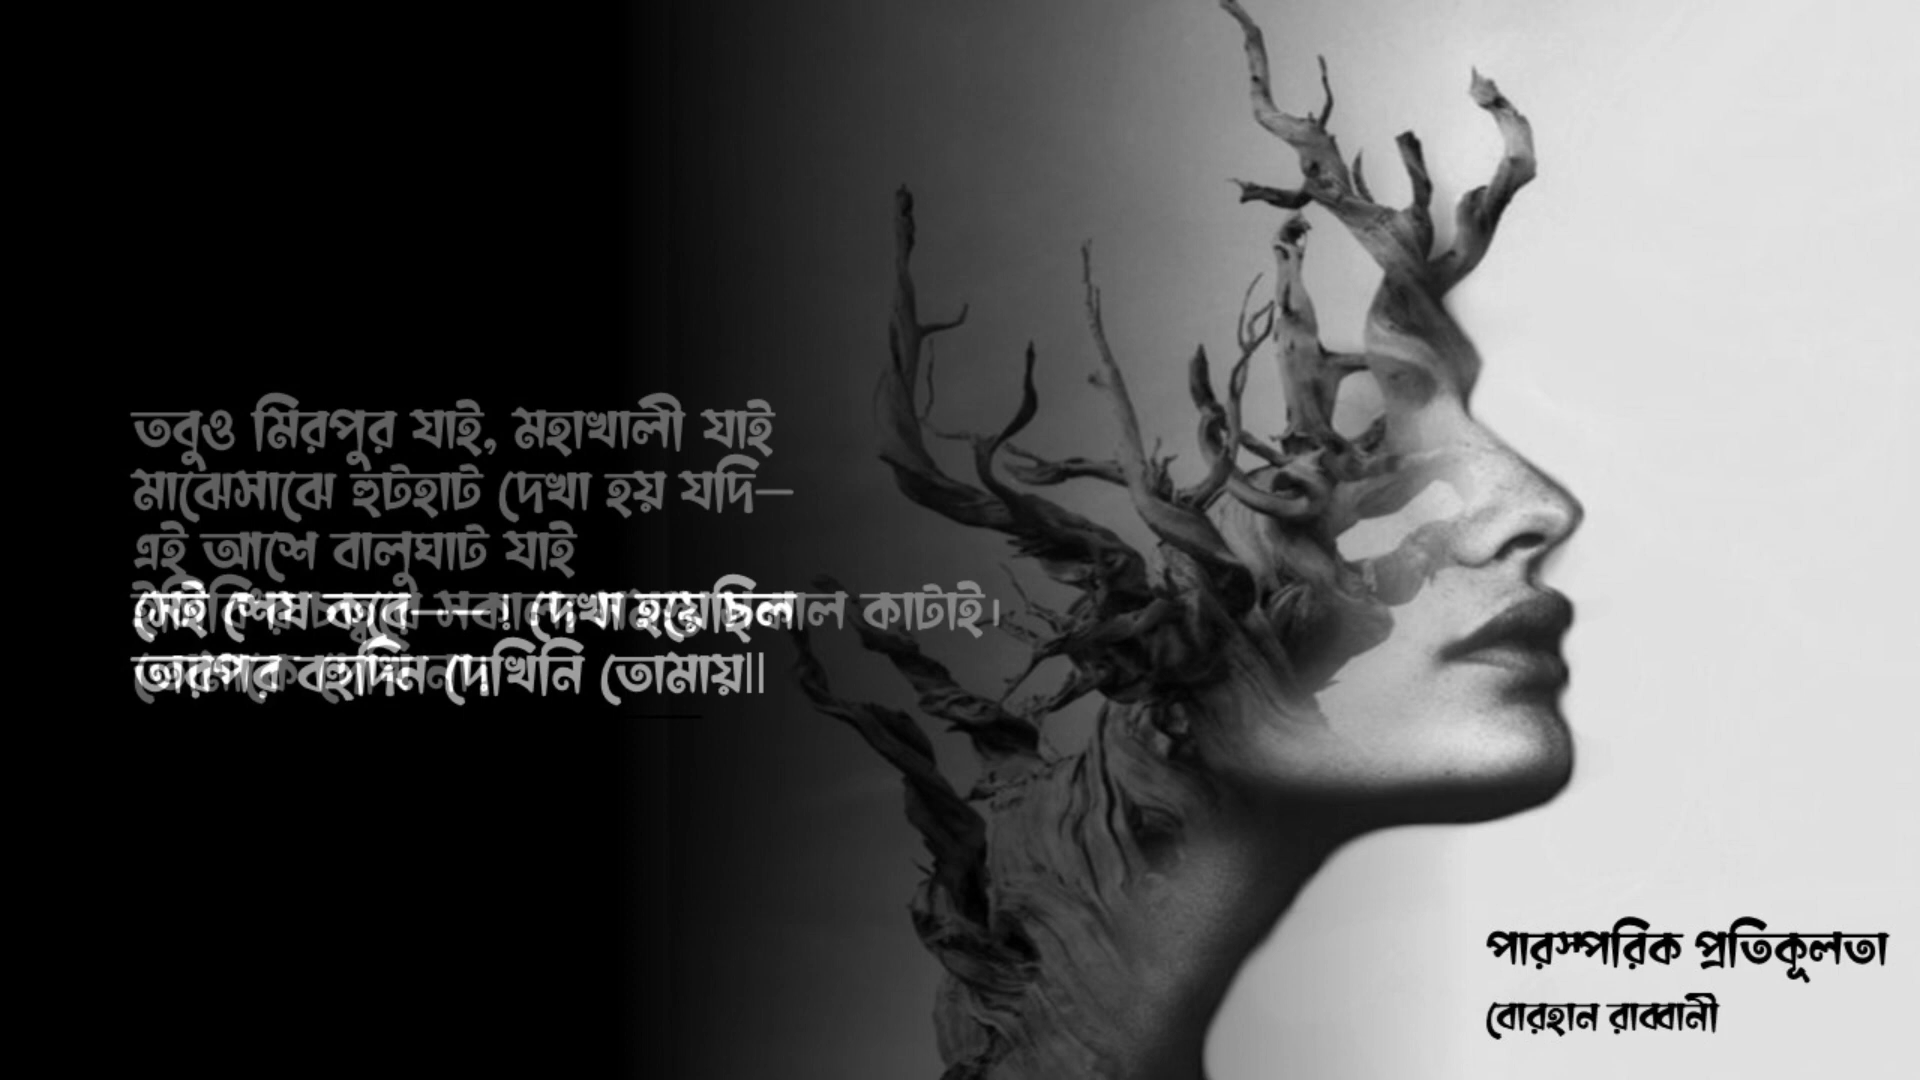 তবুও মিরপুর যাই, মহাখালী যাই
মাঝেসাঝে হুটহাট দেখা হয় যদি—
এই আশে বালুঘাট যাই
সেই শেষ কবে——। দেখা হয়েছিল কাটাই।
তারপর বহুদিন দেখিনি তোমায়||
পারস্পরিক প্রতিকূলতা
বোরহান রাব্বানী